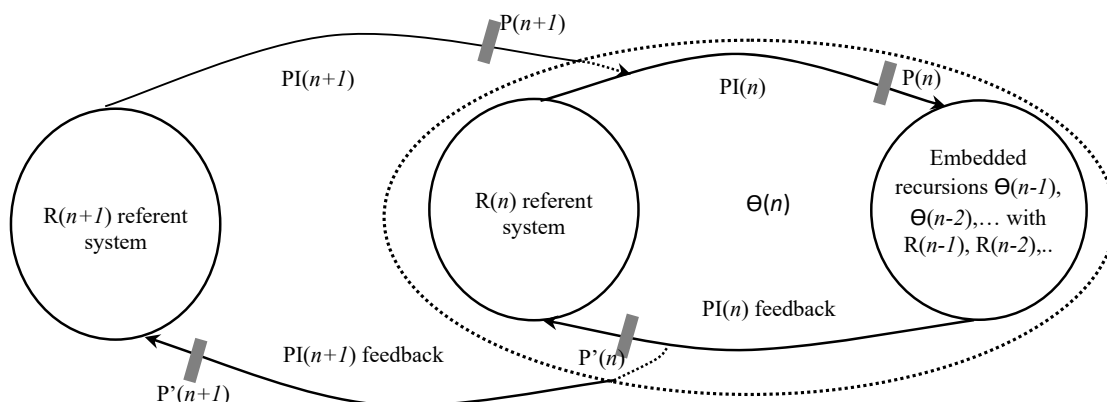 P(n+1)
PI(n+1)
PI(n)
P(n)
R(n+1) referent
system
R(n) referent
system
Ɵ(n)
Embedded
recursions Ɵ(n-1),
Ɵ(n-2),… with
R(n-1), R(n-2),..
PI(n) feedback
P’(n)
PI(n+1) feedback
P’(n+1)